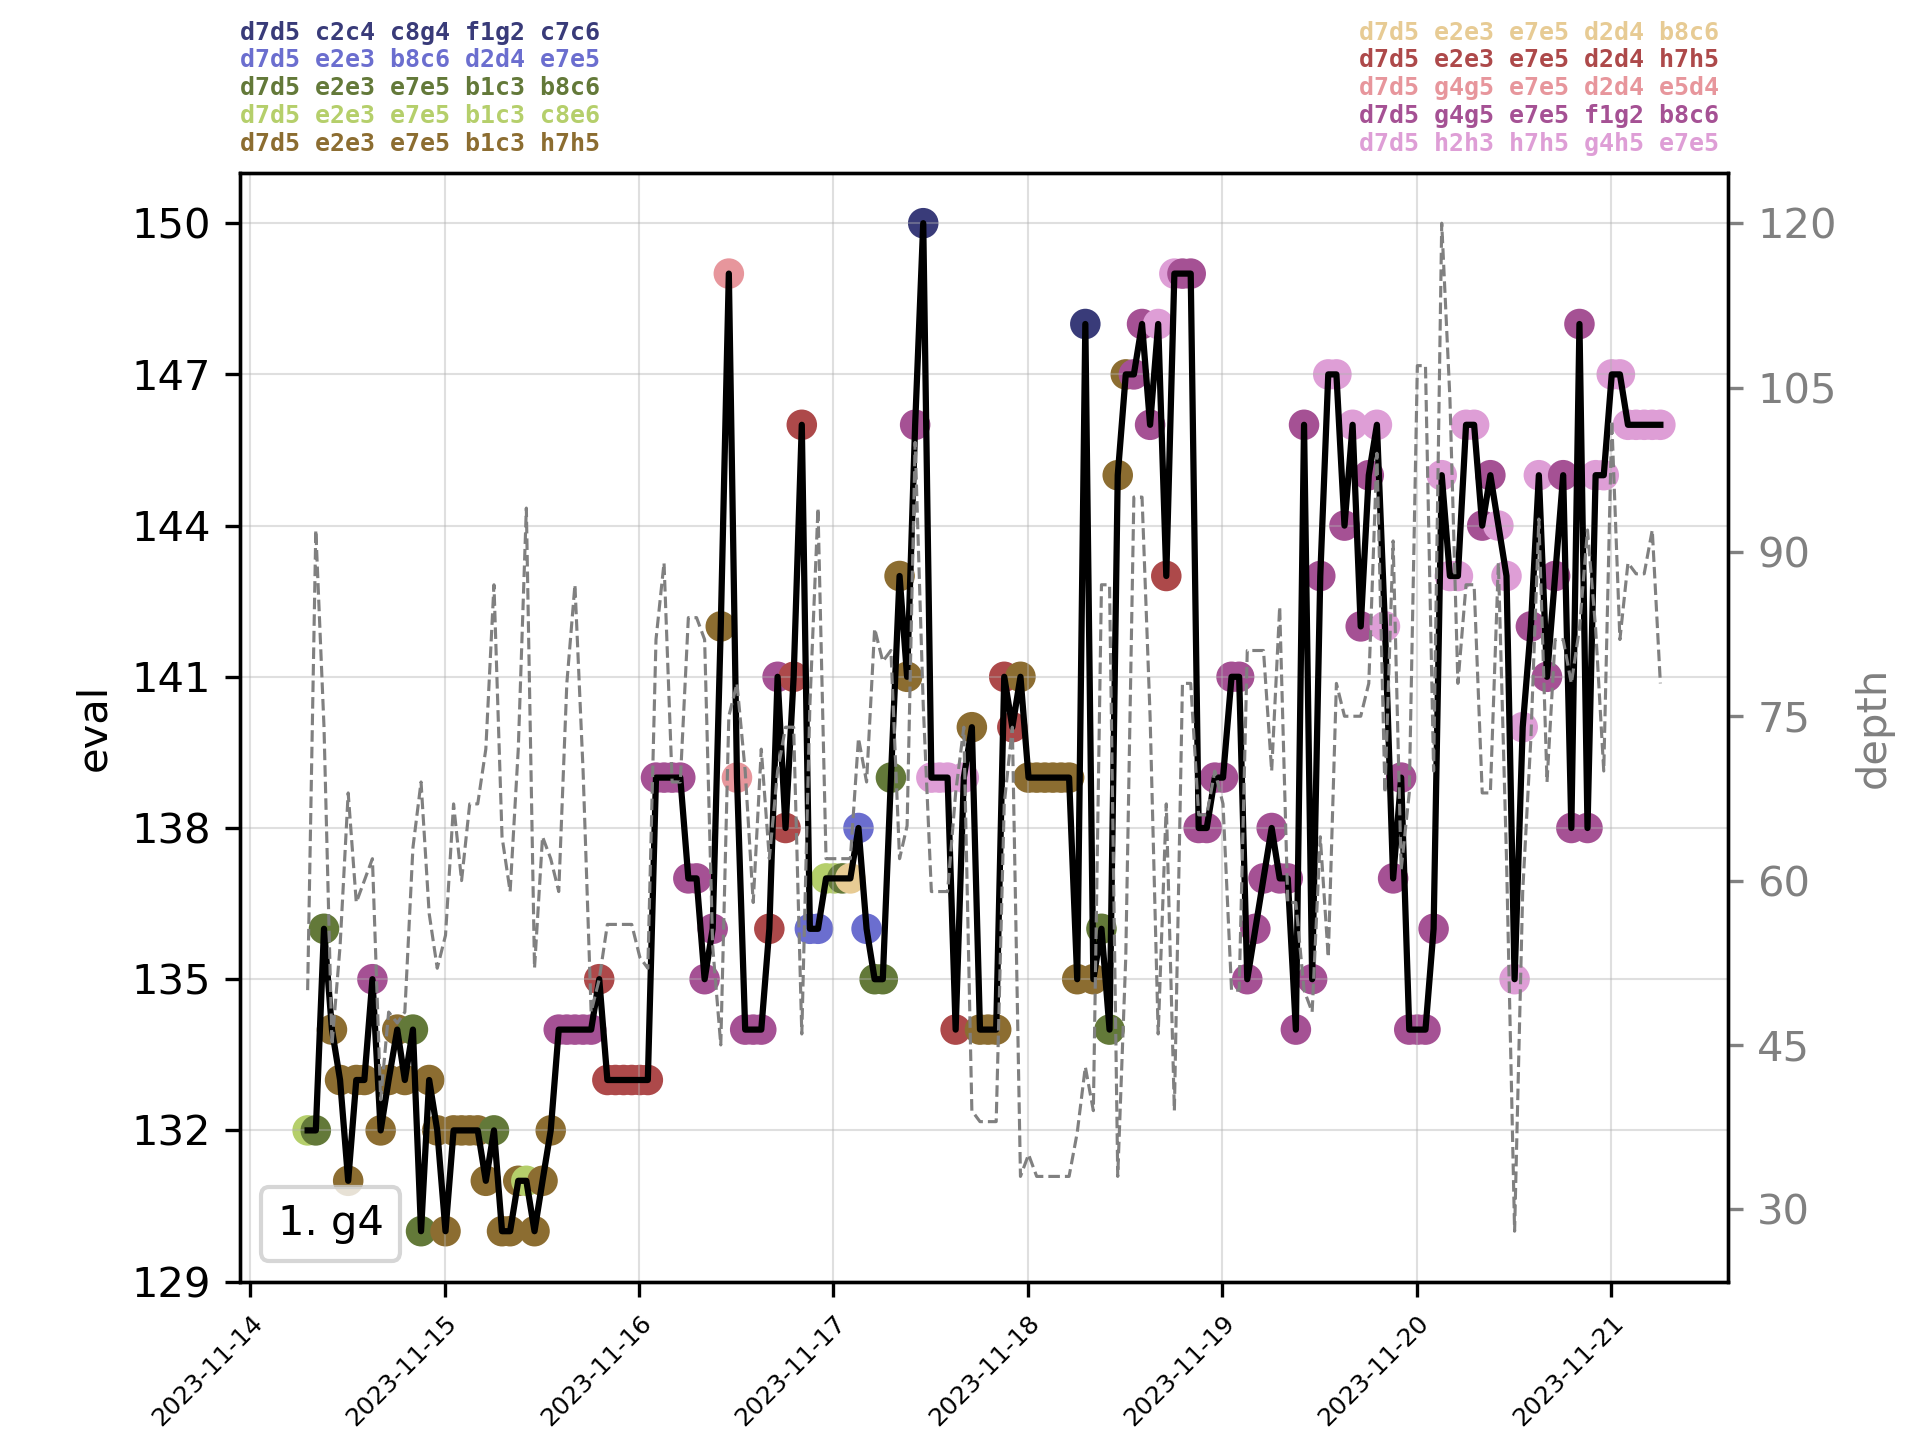 d7d5 c2c4 c8g4 f1g2 c7c6
d7d5 e2e3 b8c6 d2d4 e7e5
d7d5 e2e3 e7e5 b1c3 b8c6
d7d5 e2e3 e7e5 b1c3 c8e6
d7d5 e2e3 e7e5 b1c3 h7h5
d7d5 e2e3 e7e5 d2d4 b8c6
d7d5 e2e3 e7e5 d2d4 h7h5
d7d5 g4g5 e7e5 d2d4 e5d4
d7d5 g4g5 e7e5 f1g2 b8c6
d7d5 h2h3 h7h5 g4h5 e7e5
150
147
144
141
138
135
132
129
eval
120
105
90
75
60
45
30
depth
1. g4
2023-11-14
2023-11-15
2023-11-16
2023-11-17
2023-11-18
2023-11-19
2023-11-20
2023-11-21